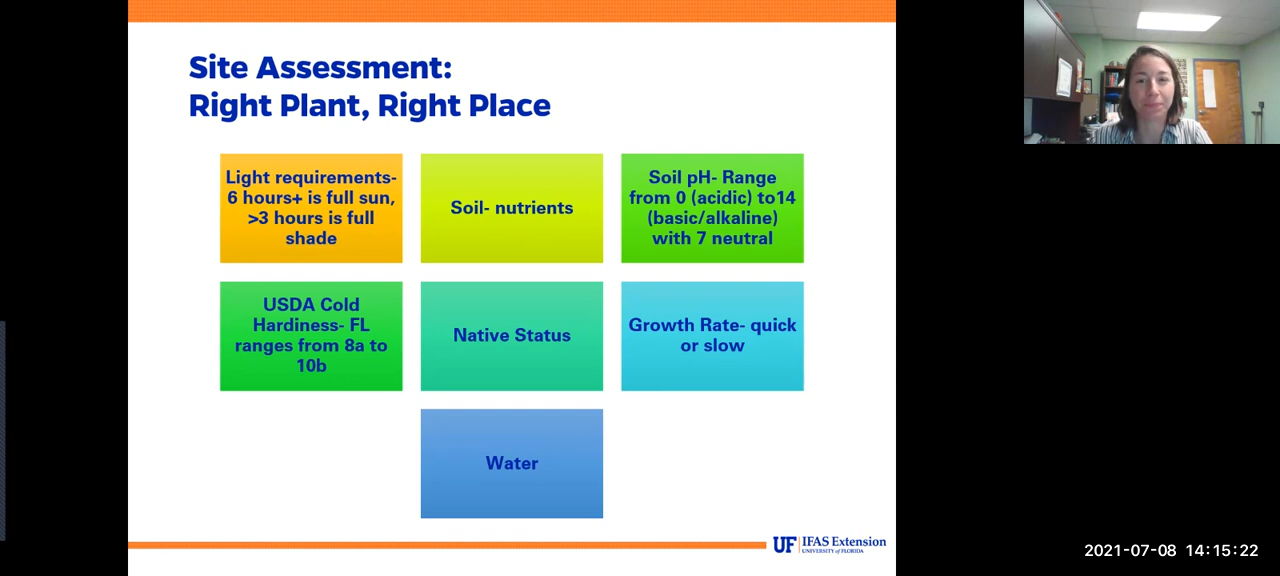 Site Assessment:
Right Plant, Right Place
Light requirements-
6 hours+ is full sun,
>3 hours is full
shade
Soil- nutrients
Soil pH- Range
from 0 (acidic) to14
(basic/alkaline)
with 7 neutral
USDA Cold
Hardiness- FL
ranges from 8a to
10b
Native Status
Growth Rate- quick
or slow
Water
UF IFAS Extension
UNIVERSITY of FLORIDA
2021-07-08 14:15:22